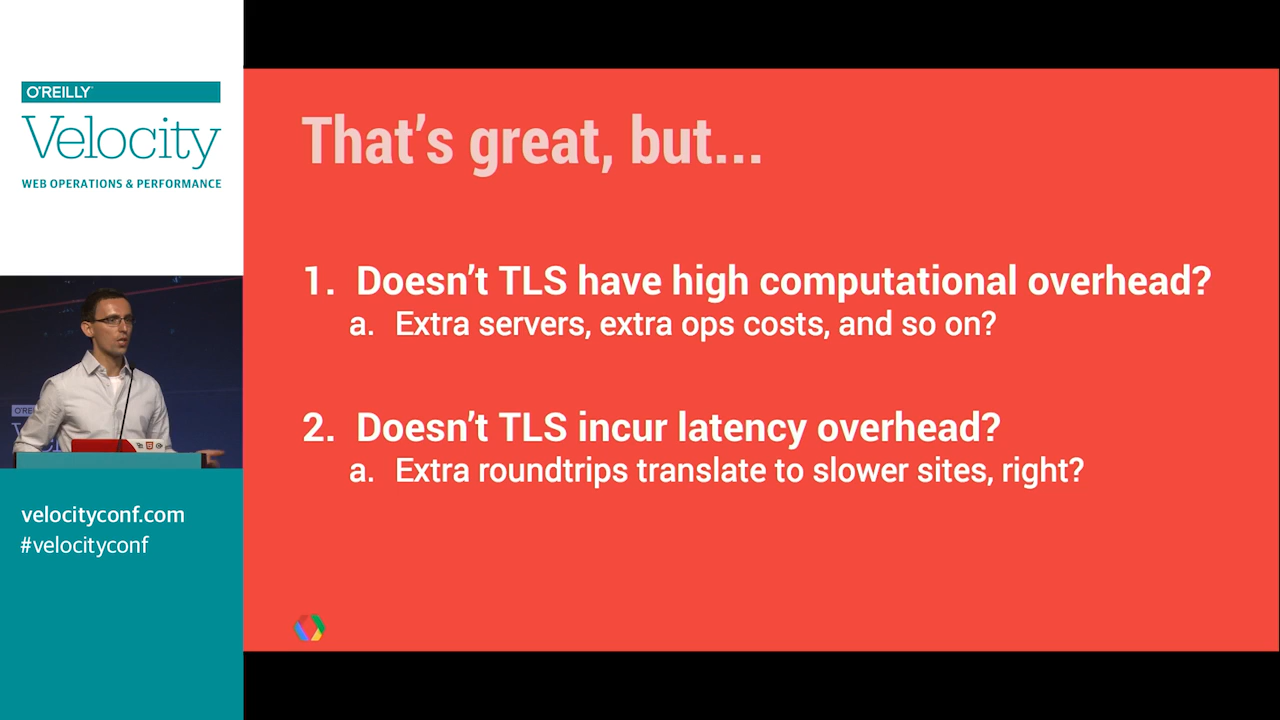 O'REILLY
Velocity
WEB OPERATIONS & PERFORMANCE
That's great, but...
1. Doesn't TLS have high computational overhead?
a. Extra servers, extra ops costs, and so on?
2. Doesn't TLS incur latency overhead?
a. Extra roundtrips translate to slower sites, right?
O'RE
velocityconf.com
#velocityconf